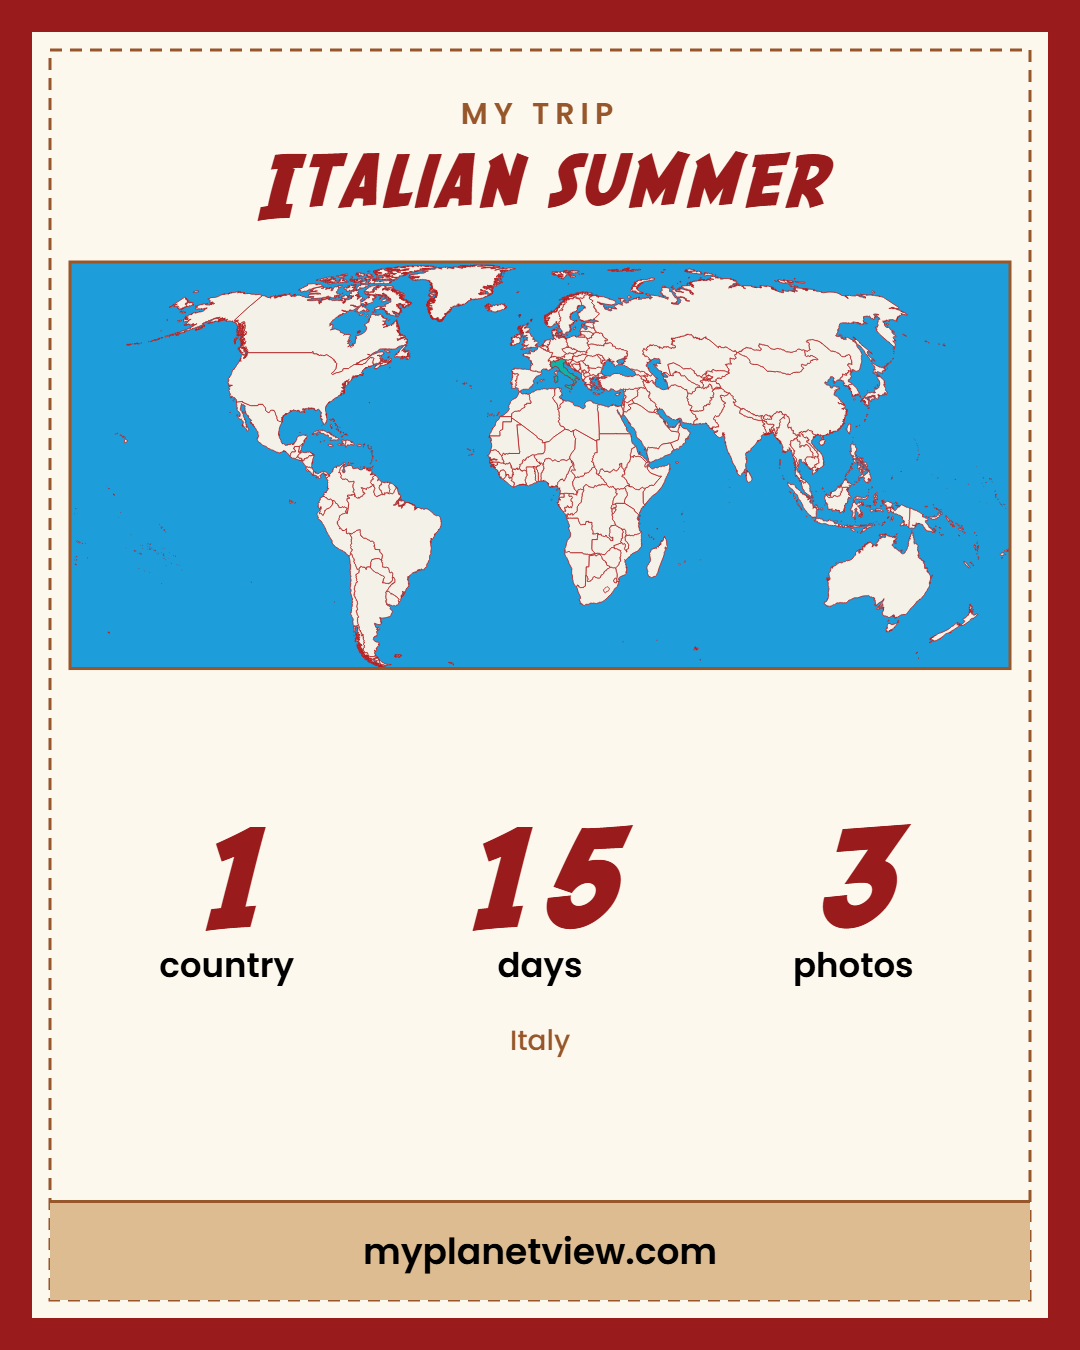 MY TRIP
ITALIAN SUMMER
1 15 3
country days photos
Italy
myplanetview.com